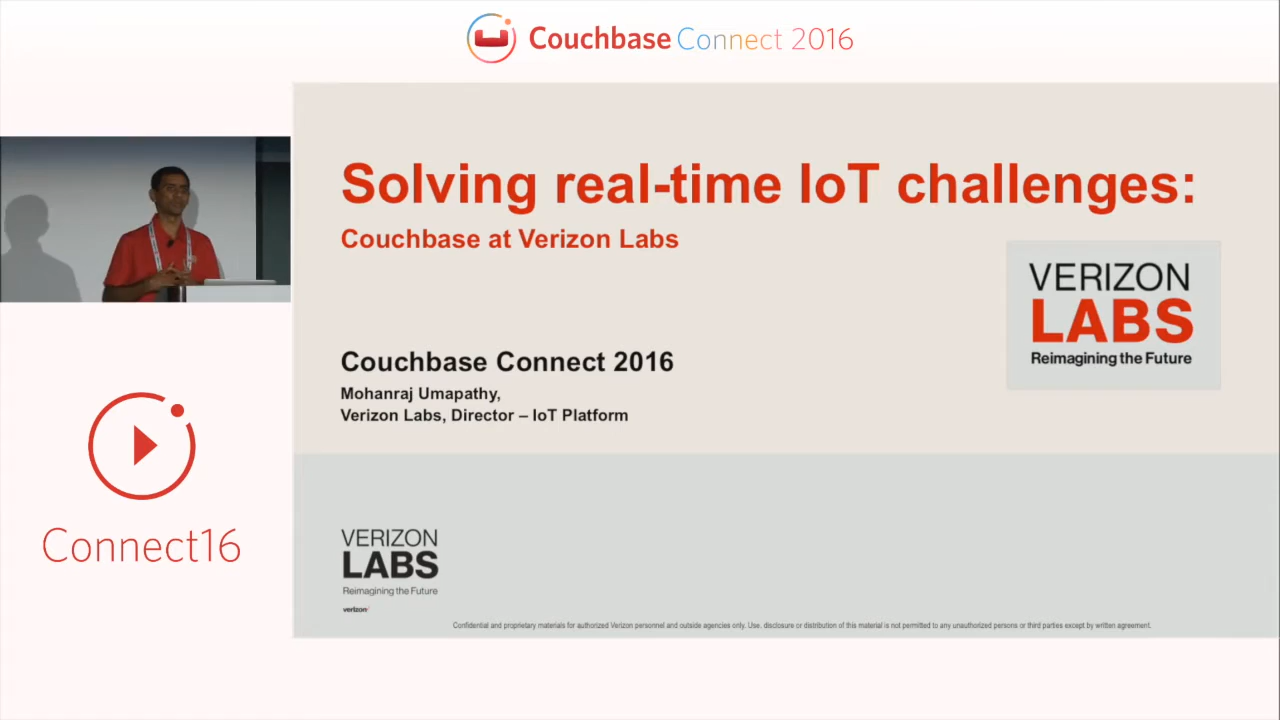 Couchbase Connect 2016
Solving real-time IoT challenges:
Couchbase at Verizon Labs
VERIZON
LABS
Reimagining the Future
Couchbase Connect 2016
Mohanraj Umapathy,
Verizon Labs, Director – IoT Platform
Connect16
VERIZON
LABS
Reimagining the Future
verizon
Confidential and proprietary materials for authorized Verizon personnel and outside agencies only. Use, disclosure or distribution of this material is not permitted to any unauthorized persons or third parties except by written agreement.